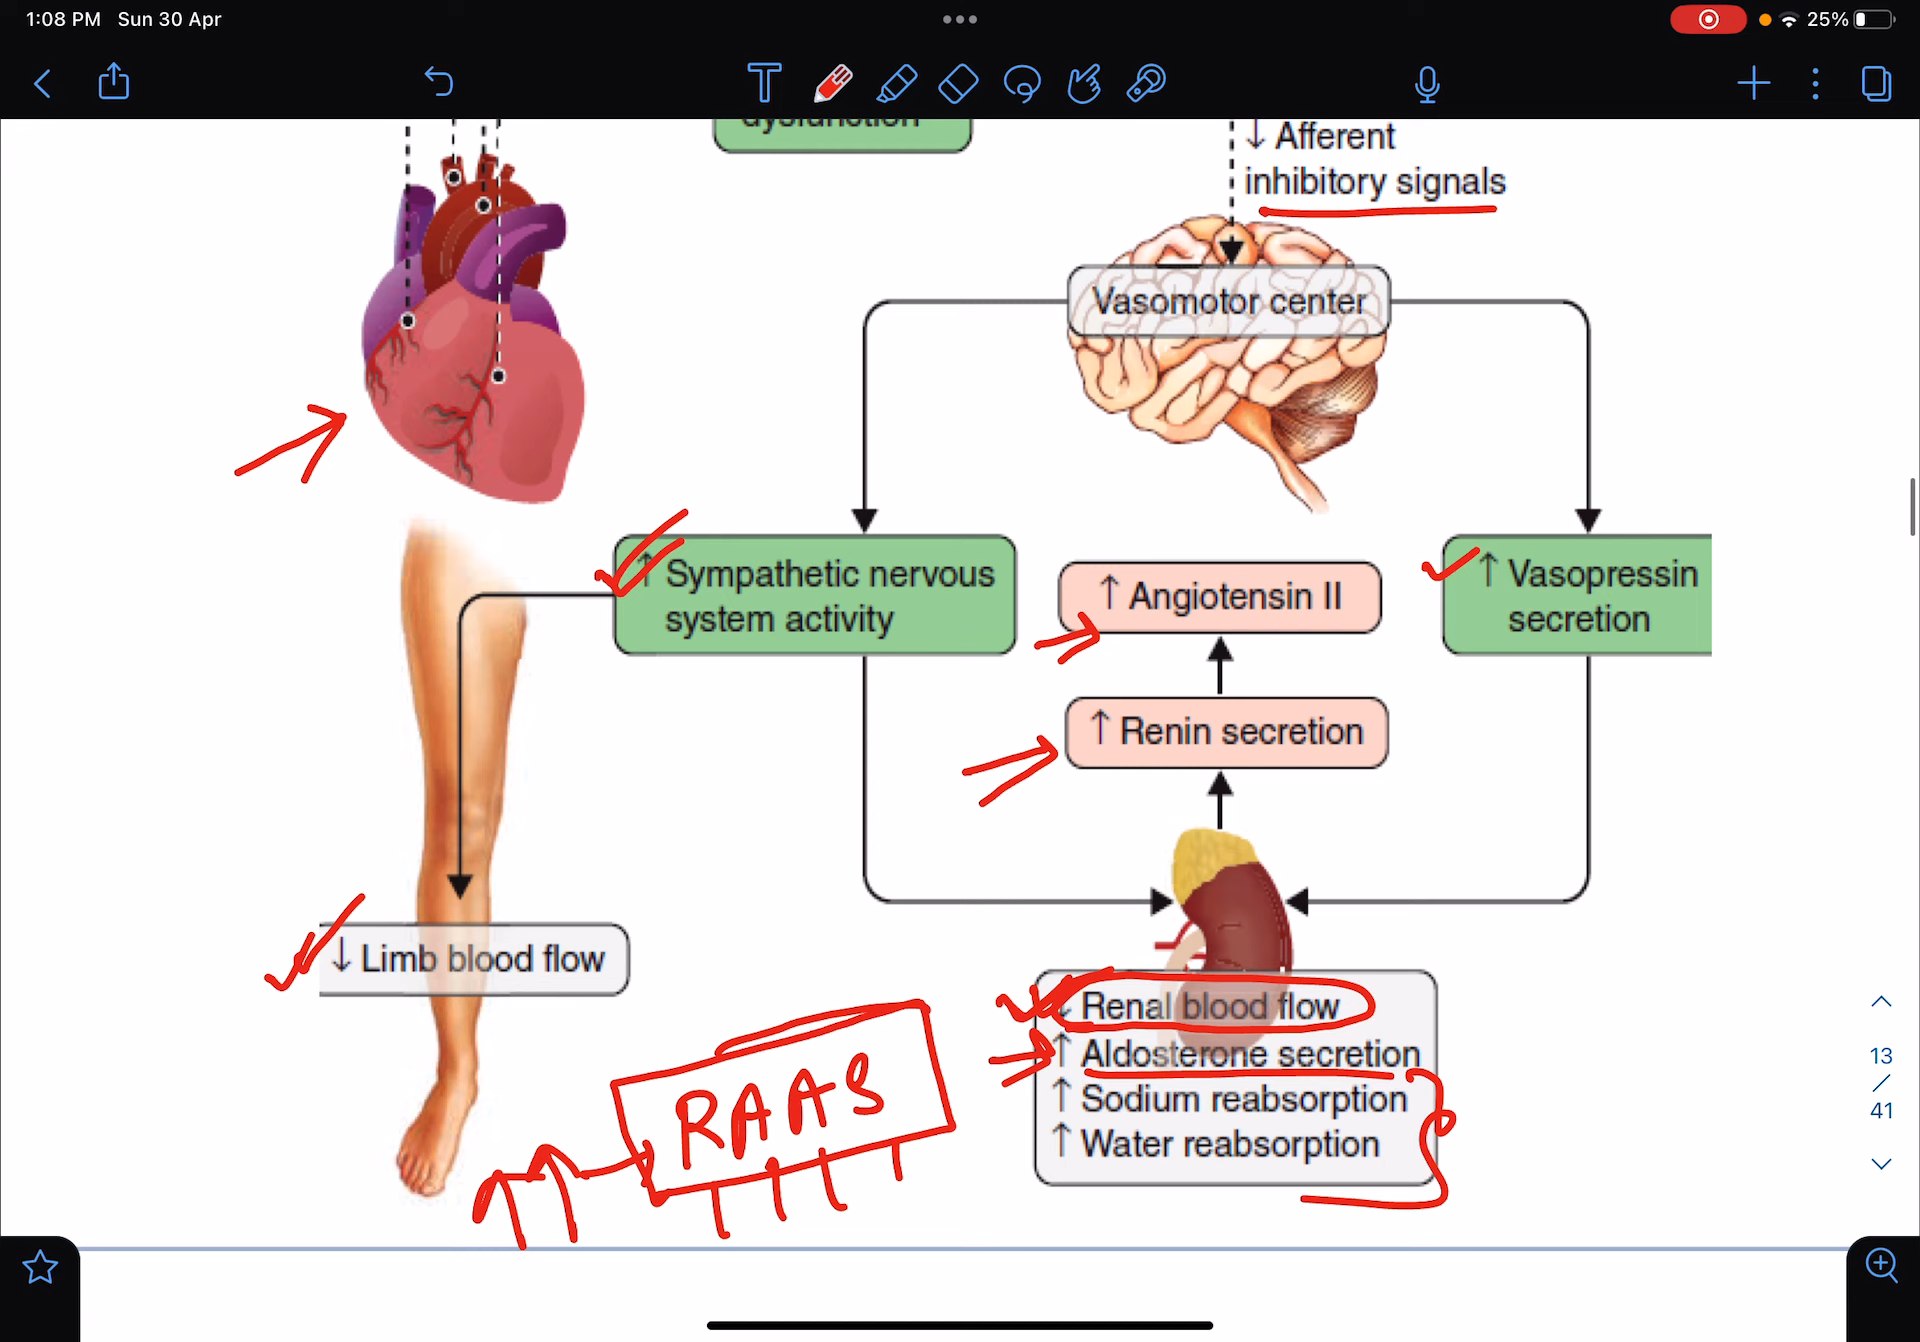 1:08 PM Sun 30 Apr
25%
dysfunction
↓ Afferent
inhibitory signals
Vasomotor center
↑ Sympathetic nervous
system activity
↑ Angiotensin II
↑ Vasopressin
secretion
↑ Renin secretion
↓ Limb blood flow
↓ Renal blood flow
↑ Aldosterone secretion
↑ Sodium reabsorption
↑ Water reabsorption
RAAS
13
/
41